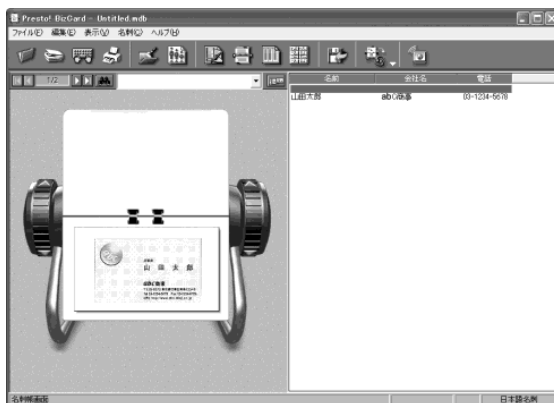 Presto! BizCard - Untitled.mdb
ファイル(F) 編集(E) 表示(V) 名刺(C) ヘルプ(H)
1/2
名前 会社名 電話
山田太郎 abc商事 03-1234-5678
山 田 太 郎
abc商事
名刺帳画面 日本語名刺